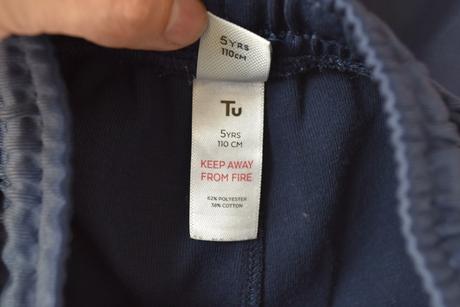 5YRS
110CM
Tu
5YRS
110 CM
KEEP AWAY
FROM FIRE
62% POLYESTER
38% COTTON